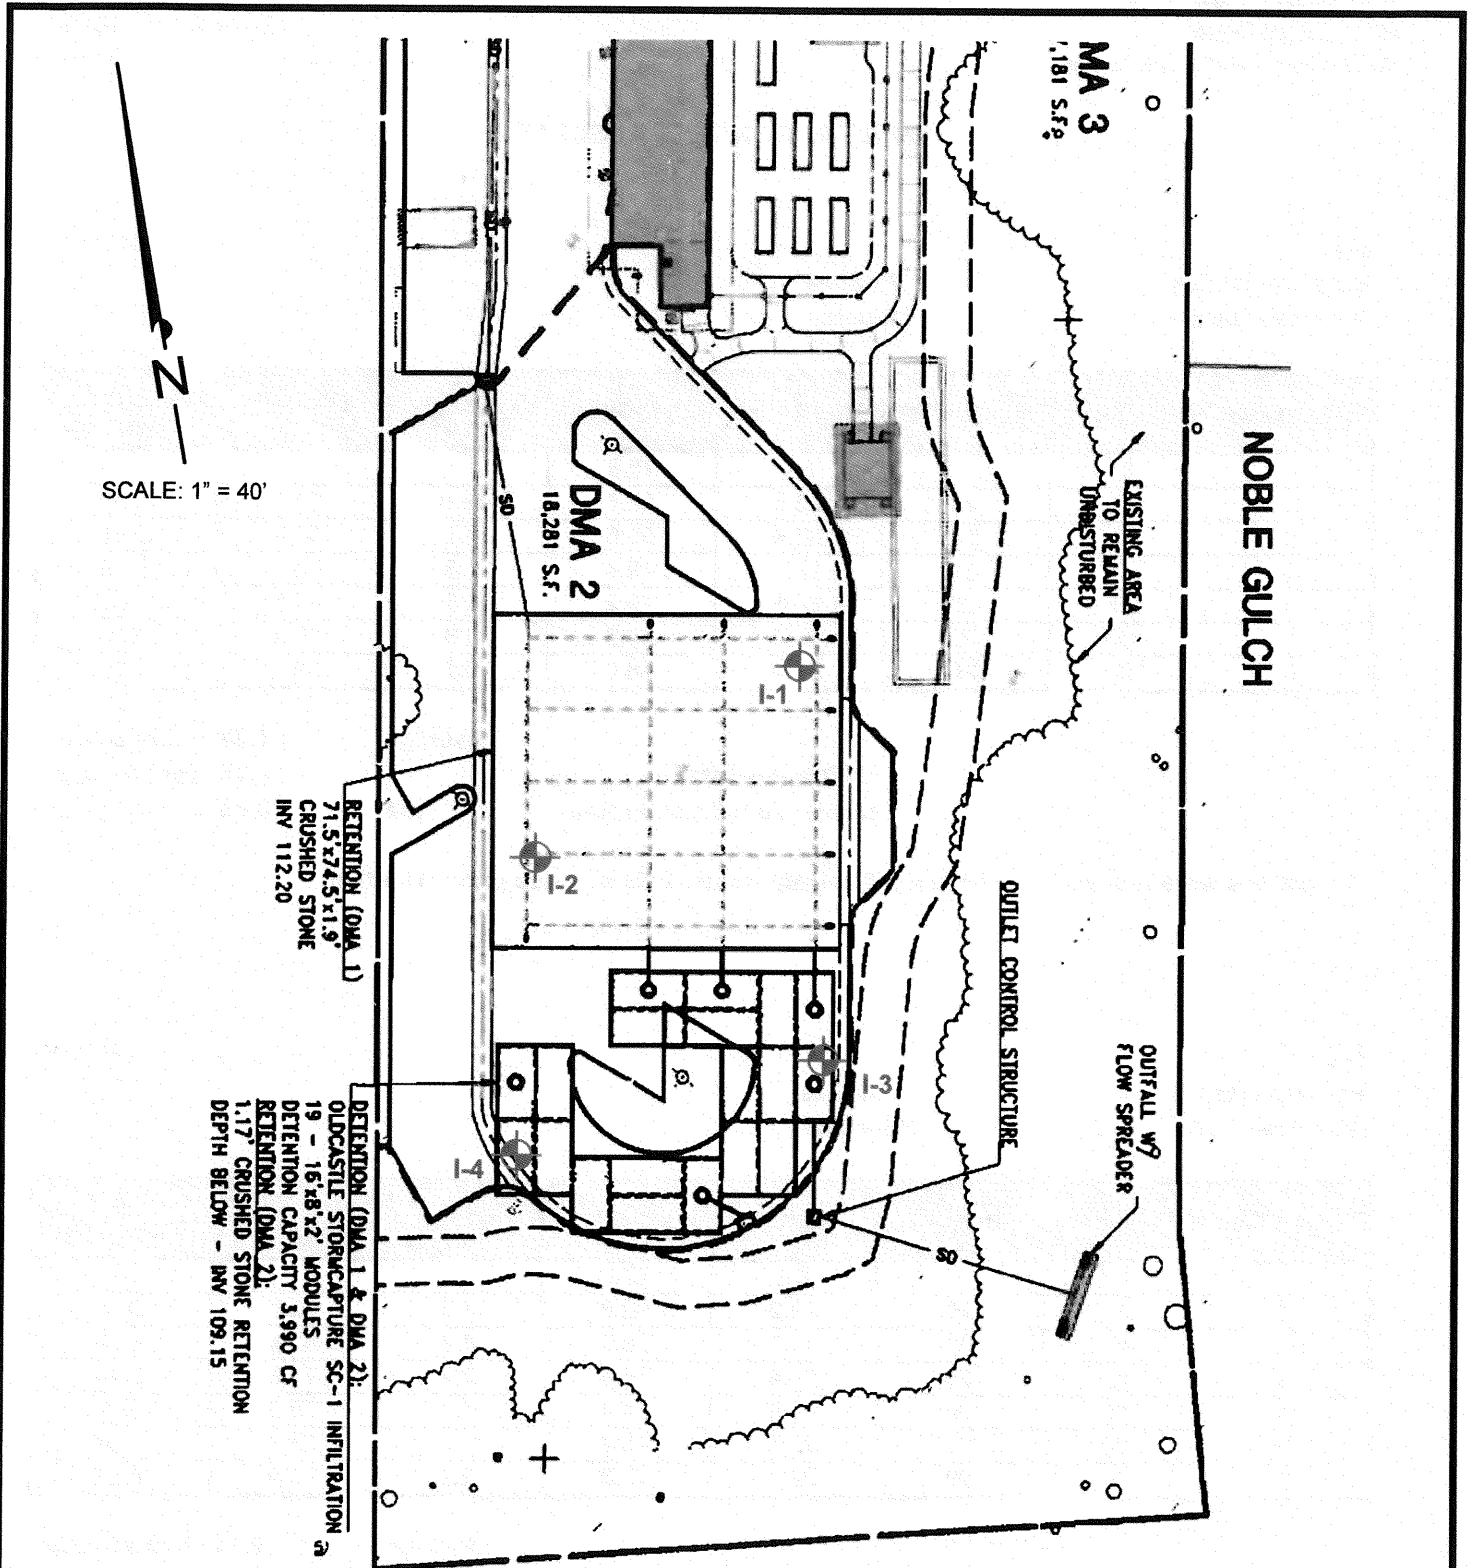 MA 3
,181 S.F.
NOBLE GULCH
EXISTING AREA
TO REMAIN
UNDISTURBED
Z
SCALE: 1" = 40'
SD
DMA 2
18,281 S.F.
I-1
I-2
RETENTION (DMA 1)
71.5'x74.5'x1.9'
CRUSHED STONE
INV 112.20
OUTLET CONTROL STRUCTURE
I-3
I-4
OUTFALL W/
FLOW SPREADER
SD
DETENTION (DMA 1 & DMA 2):
OLDCASTLE STORMCAPTURE SC-1 INFILTRATION
19 - 16'x8'x2' MODULES
DETENTION CAPACITY 3,990 CF
RETENTION (DMA 2):
1.17' CRUSHED STONE RETENTION
DEPTH BELOW - INV 109.15